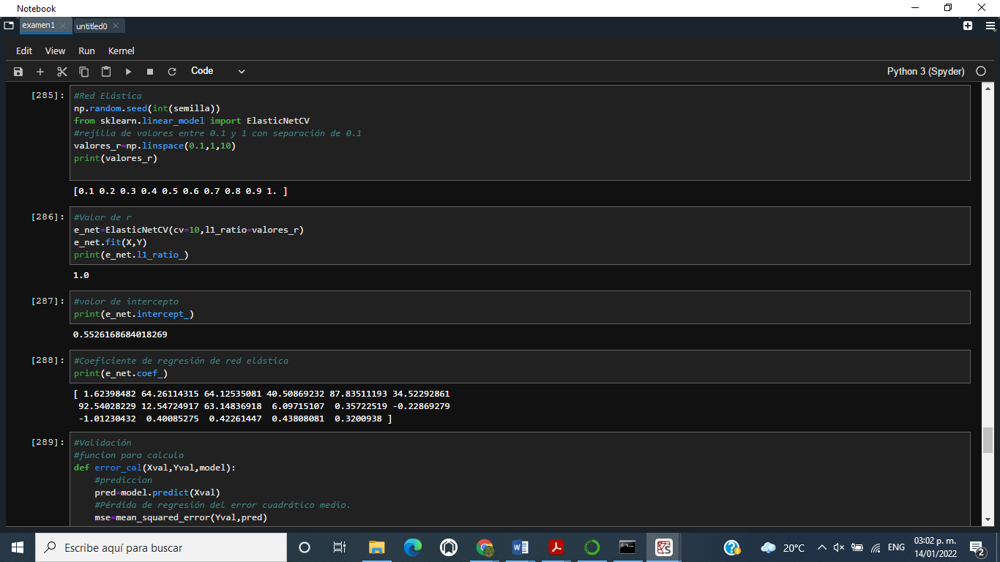 Notebook
examen1
untitled0
Edit View Run Kernel
Code
Python 3 (Spyder)
[285]:
#Red Elástica
np.random.seed(int(semilla))
from sklearn.linear_model import ElasticNetCV
#rejilla de valores entre 0.1 y 1 con separación de 0.1
valores_r=np.linspace(0.1,1,10)
print(valores_r)
[0.1 0.2 0.3 0.4 0.5 0.6 0.7 0.8 0.9 1. ]
[286]:
#Valor de r
e_net=ElasticNetCV(cv=10,l1_ratio=valores_r)
e_net.fit(X,Y)
print(e_net.l1_ratio_)
1.0
[287]:
#valor de intercepto
print(e_net.intercept_)
0.5526168684018269
[288]:
#Coeficiente de regresión de red elástica
print(e_net.coef_)
[ 1.62398482 64.26114315 64.12535081 40.50869232 87.83511193 34.52292861
92.54028229 12.54724917 63.14836918  6.09715107  0.35722519 -0.22869279
-1.01230432  0.40085275  0.42261447  0.43808081  0.3200938 ]
[289]:
#Validación
#funcion para calculo
def error_cal(Xval,Yval,model):
#prediccion
pred=model.predict(Xval)
#Pérdida de regresión del error cuadrático medio.
mse=mean_squared_error(Yval,pred)
Escribe aquí para buscar
20°C
ENG
03:02 p. m.
14/01/2022
2